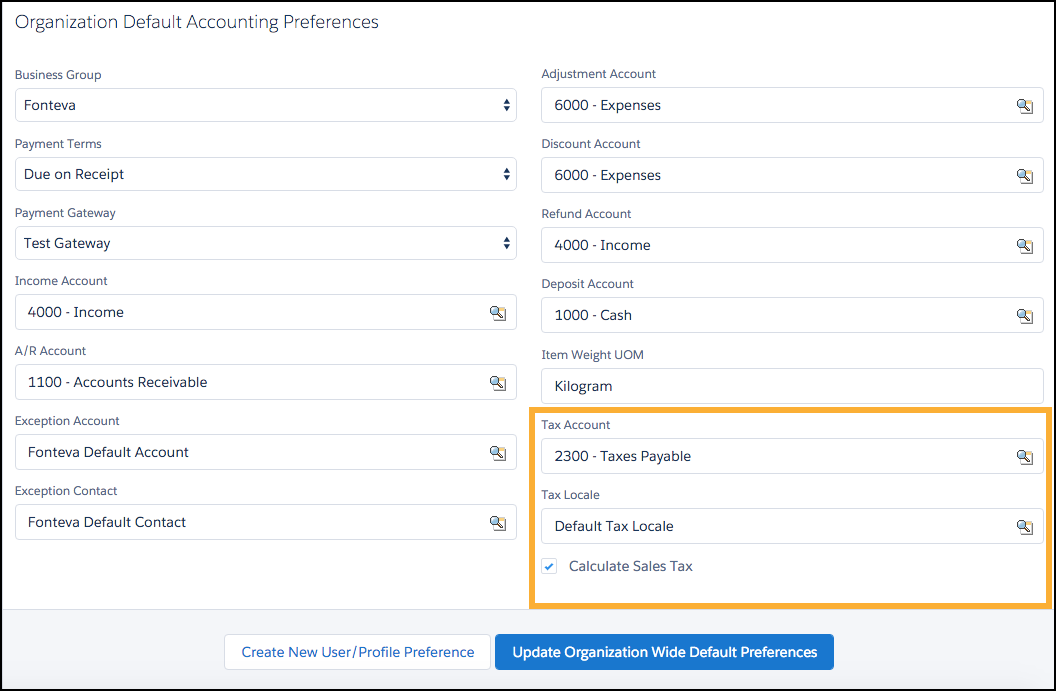 Organization Default Accounting Preferences
Business Group
Fonteva
Payment Terms
Due on Receipt
Payment Gateway
Test Gateway
Income Account
4000 - Income
A/R Account
1100 - Accounts Receivable
Exception Account
Fonteva Default Account
Exception Contact
Fonteva Default Contact
Adjustment Account
6000 - Expenses
Discount Account
6000 - Expenses
Refund Account
4000 - Income
Deposit Account
1000 - Cash
Item Weight UOM
Kilogram
Tax Account
2300 - Taxes Payable
Tax Locale
Default Tax Locale
Calculate Sales Tax
Create New User/Profile Preference
Update Organization Wide Default Preferences